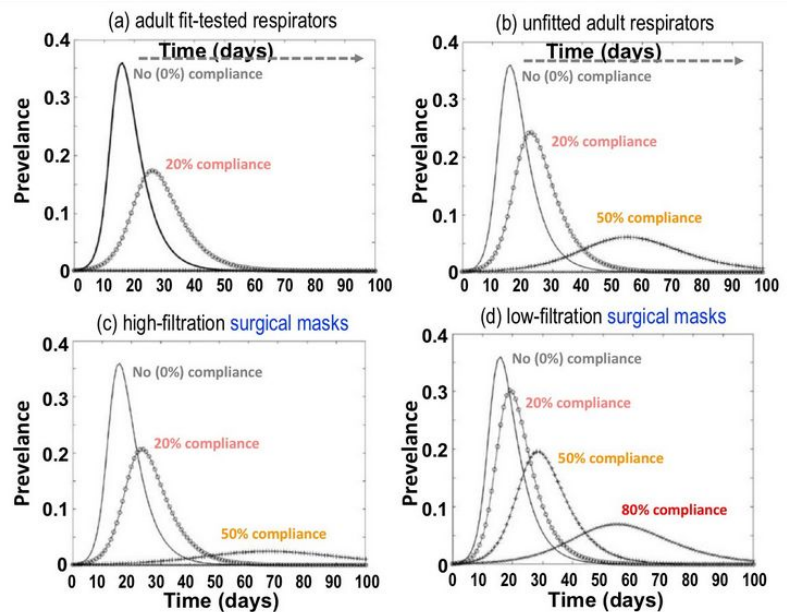 (a) adult fit-tested respirators
Time (days)
No (0%) compliance
20% compliance
Prevelance
0.4
0.3
0.2
0.1
0
0 10 20 30 40 50 60 70 80 90 100
(b) unfitted adult respirators
Time (days)
No (0%) compliance
20% compliance
50% compliance
Prevelance
0.4
0.3
0.2
0.1
0
0 10 20 30 40 50 60 70 80 90 100
(c) high-filtration surgical masks
No (0%) compliance
20% compliance
50% compliance
Prevelance
0.4
0.3
0.2
0.1
0
0 10 20 30 40 50 60 70 80 90 100
Time (days)
(d) low-filtration surgical masks
No (0%) compliance
20% compliance
50% compliance
80% compliance
Prevelance
0.4
0.3
0.2
0.1
0
0 10 20 30 40 50 60 70 80 90 100
Time (days)